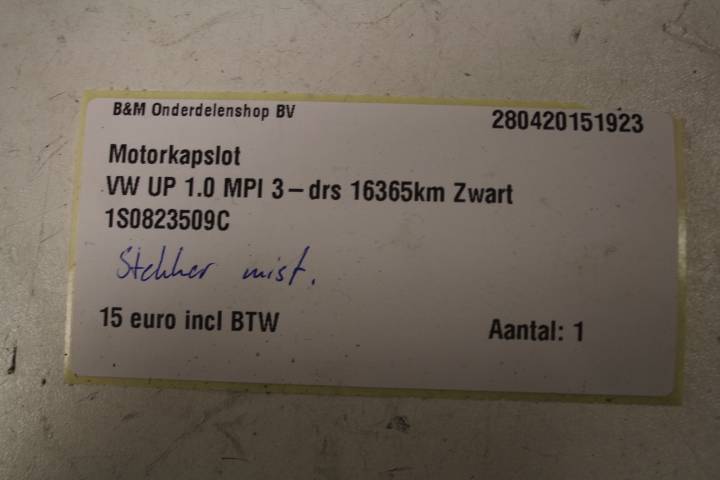 B&M Onderdelenshop BV 280420151923
Motorkapslot
VW UP 1.0 MPI 3-drs 16365km Zwart
1S0823509C
Stekker mist.
15 euro incl BTW Aantal: 1